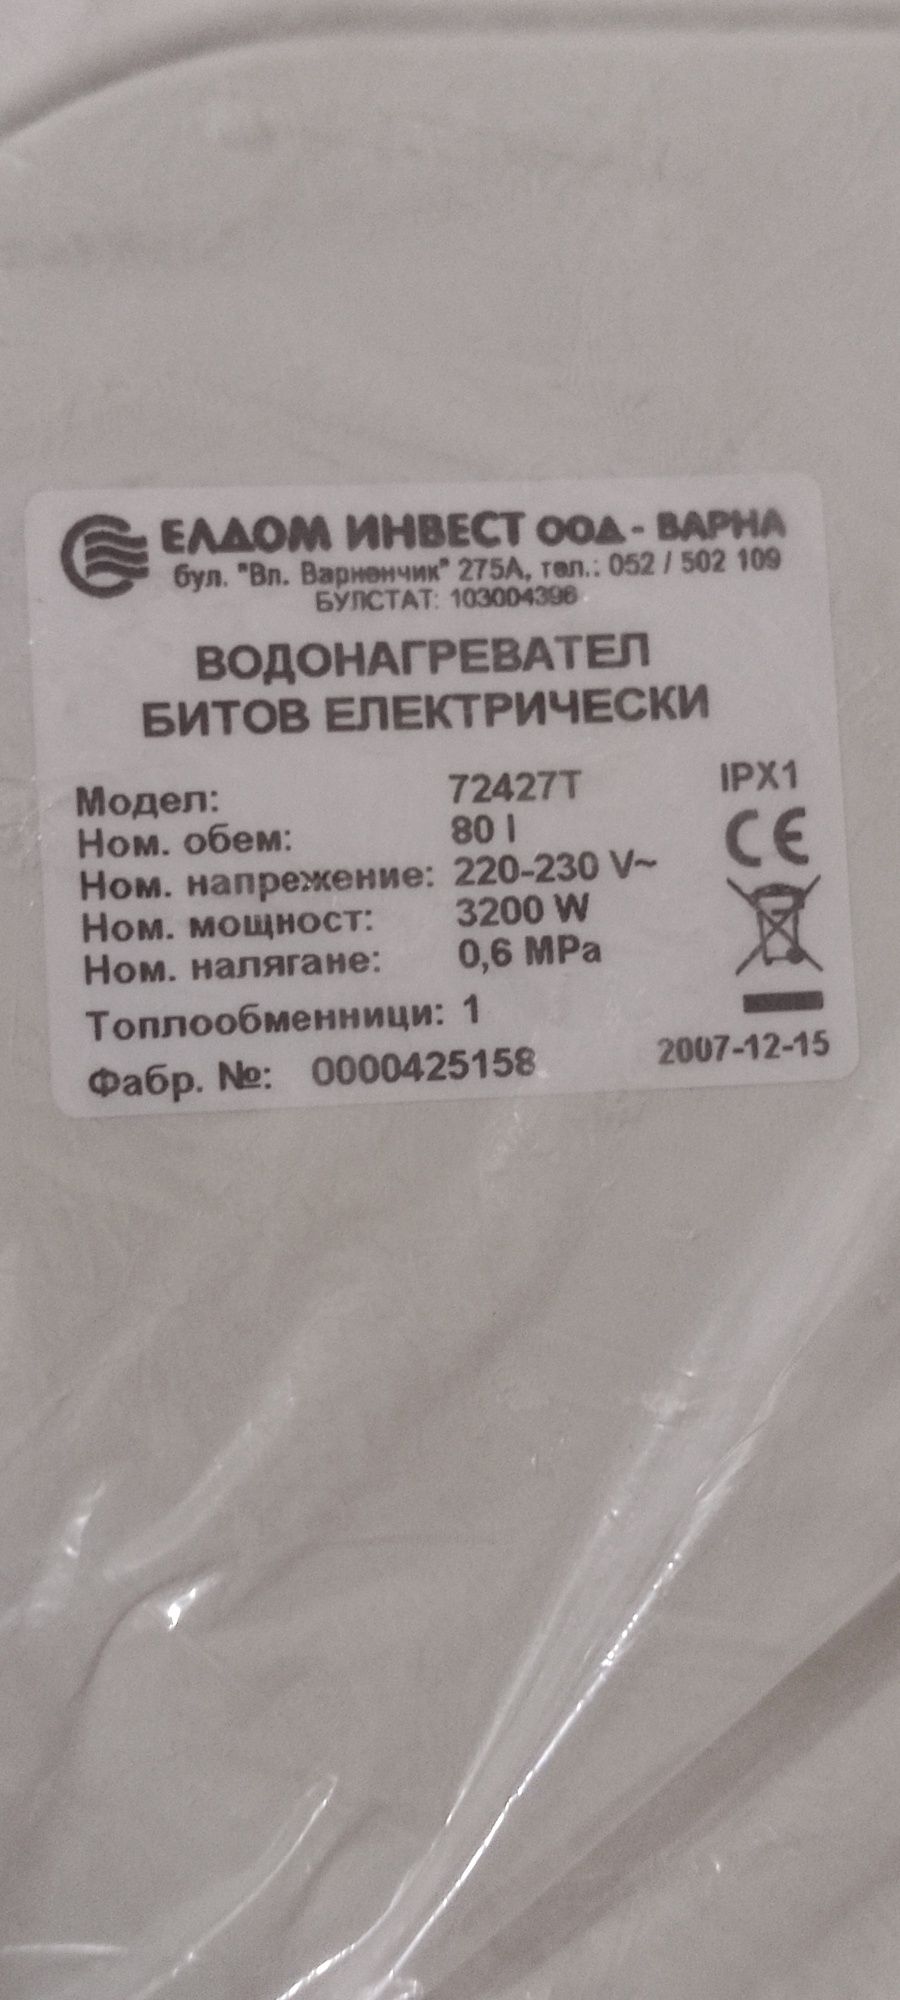 ЕЛДОМ ИНВЕСТ ООД - ВАРНА
бул. "Вл. Варненчик" 275А, тел.: 052 / 502 109
БУЛСТАТ: 103004396
ВОДОНАГРЕВАТЕЛ
БИТОВ ЕЛЕКТРИЧЕСКИ
Модел: 72427T IPX1
Ном. обем: 80 l
CE
Ном. напрежение: 220-230 V~
Ном. мощност: 3200 W
Ном. налягане: 0,6 MPa
Топлообменници: 1
Фабр. №: 0000425158 2007-12-15